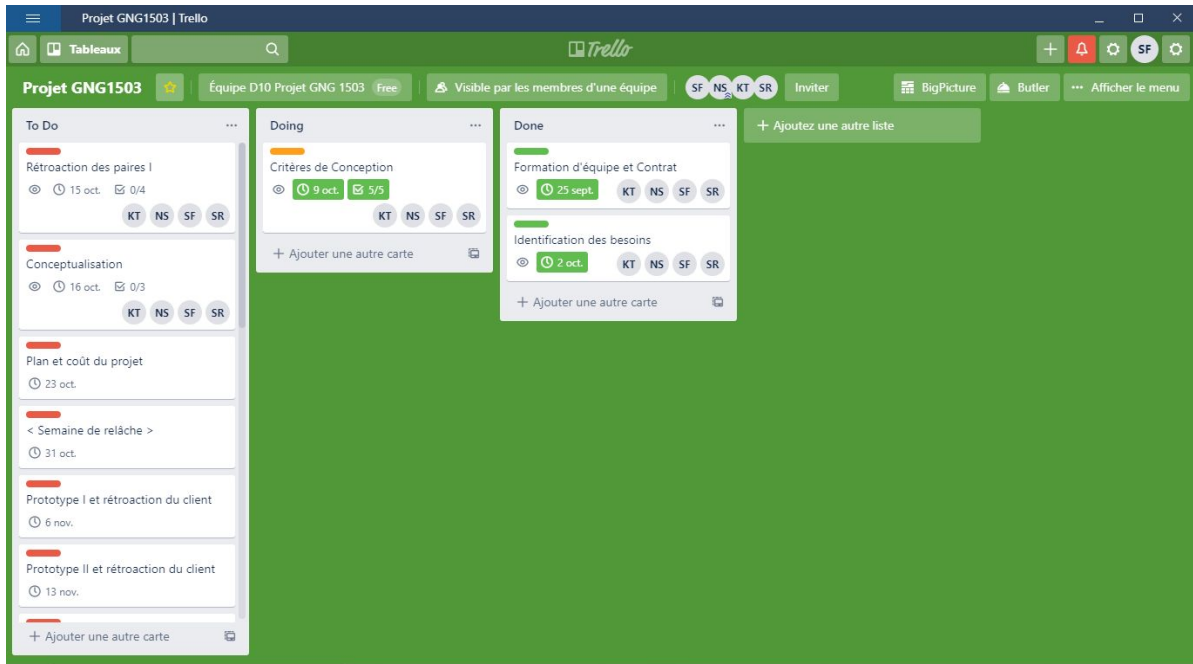 Projet GNG1503 | Trello
Tableaux
Trello
SF
Projet GNG1503
Équipe D10 Projet GNG 1503 Free
Visible par les membres d'une équipe
SF NS KT SR
Inviter
BigPicture
Butler
··· Afficher le menu
To Do
Rétroaction des paires I
15 oct. 0/4
KT NS SF SR
Conceptualisation
16 oct. 0/3
KT NS SF SR
Plan et coût du projet
23 oct.
< Semaine de relâche >
31 oct.
Prototype I et rétroaction du client
6 nov.
Prototype II et rétroaction du client
13 nov.
+ Ajouter une autre carte
Doing
Critères de Conception
9 oct. 5/5
KT NS SF SR
+ Ajouter une autre carte
Done
Formation d'équipe et Contrat
25 sept. KT NS SF SR
Identification des besoins
2 oct. KT NS SF SR
+ Ajouter une autre carte
+ Ajoutez une autre liste